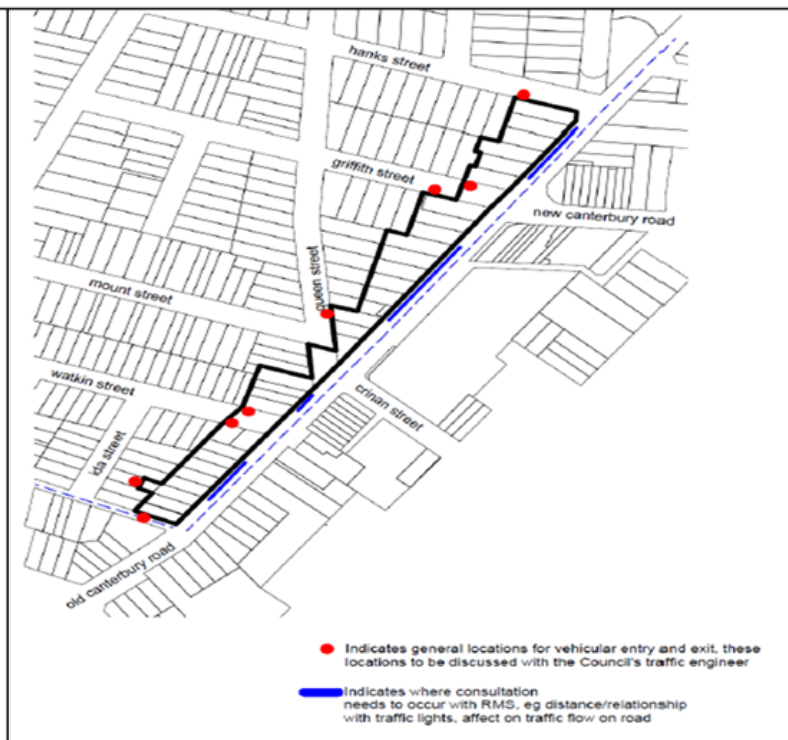 hanks street
griffith street
new canterbury road
queen street
mount street
crinan street
watkin street
ida street
old canterbury road
Indicates general locations for vehicular entry and exit, these
locations to be discussed with the Council's traffic engineer
Indicates where consultation
needs to occur with RMS, eg distance/relationship
with traffic lights, affect on traffic flow on road